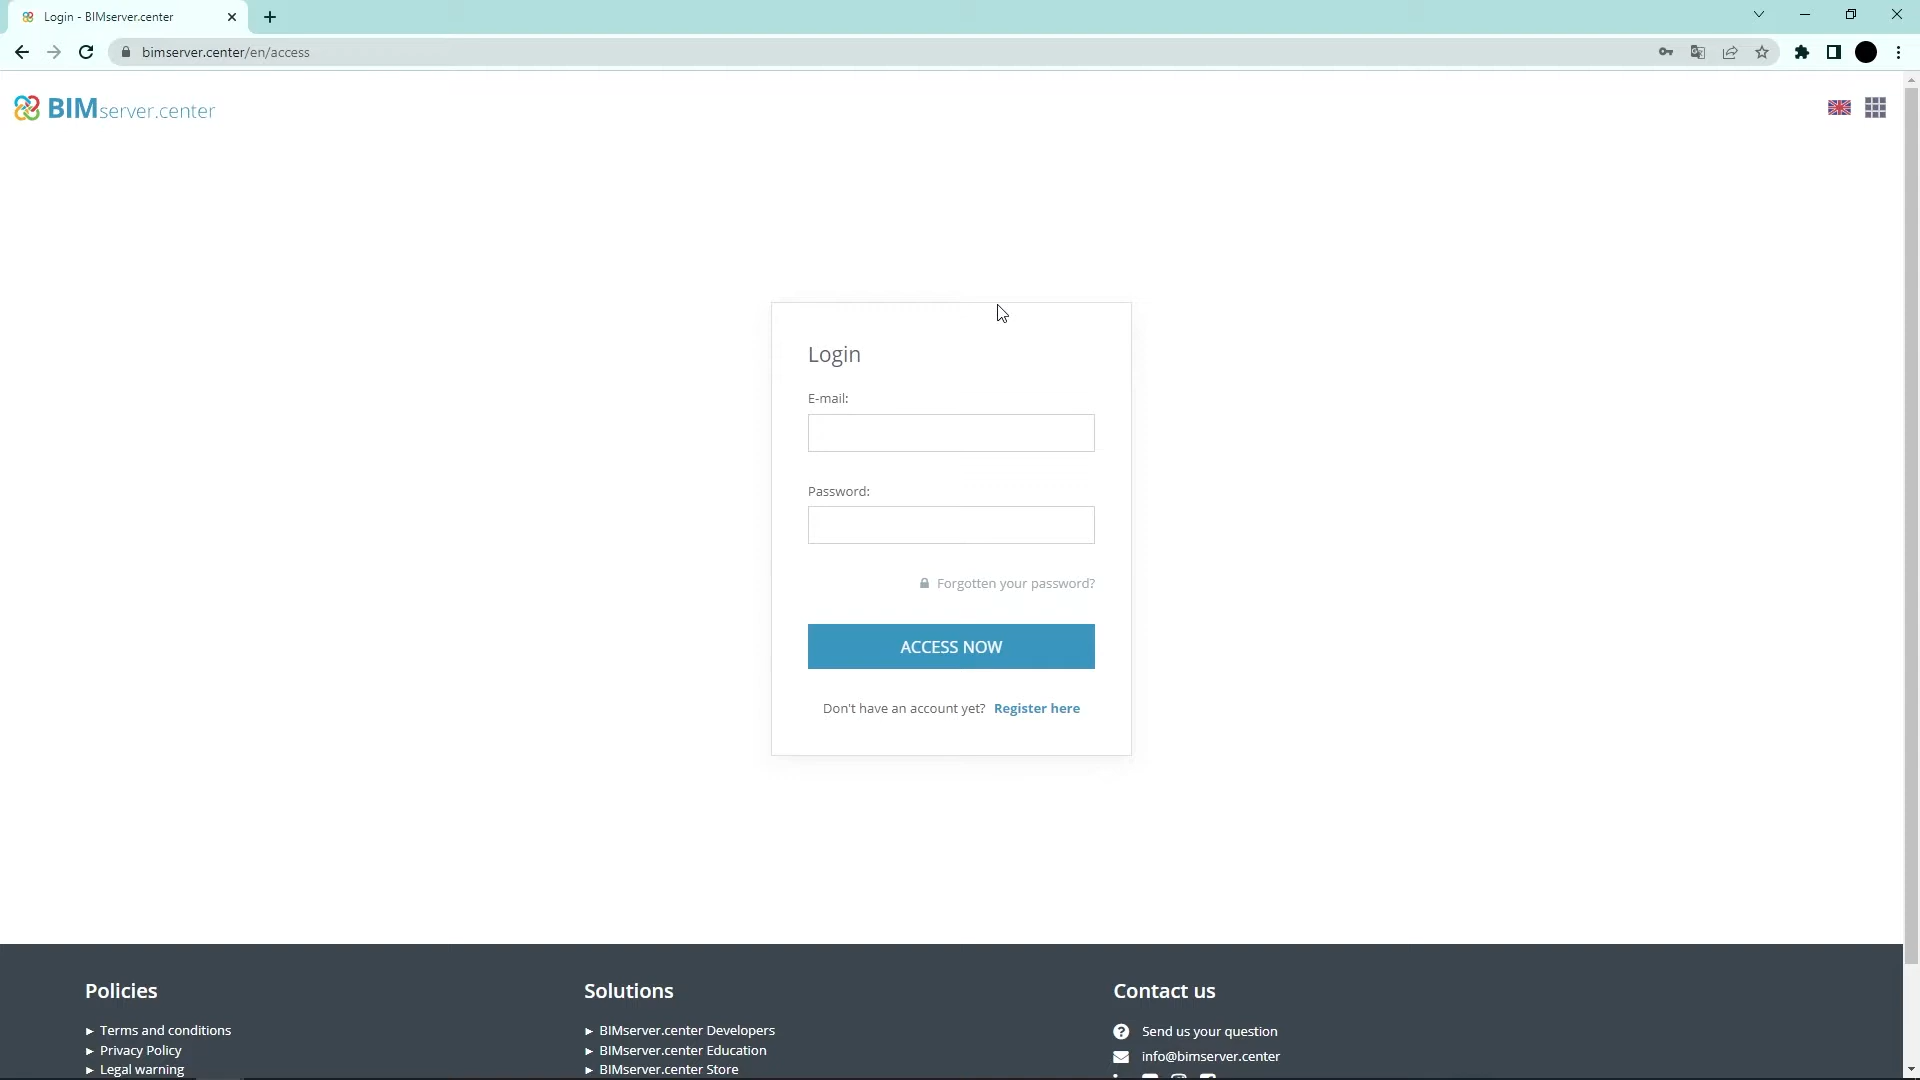 Login - BIMserver.center
bimserver.center/en/access
BIMserver.center
Login
E-mail:
Password:
Forgotten your password?
ACCESS NOW
Don't have an account yet? Register here
Policies
Terms and conditions
Privacy Policy
Legal warning
Solutions
BIMserver.center Developers
BIMserver.center Education
BIMserver.center Store
Contact us
Send us your question
info@bimserver.center